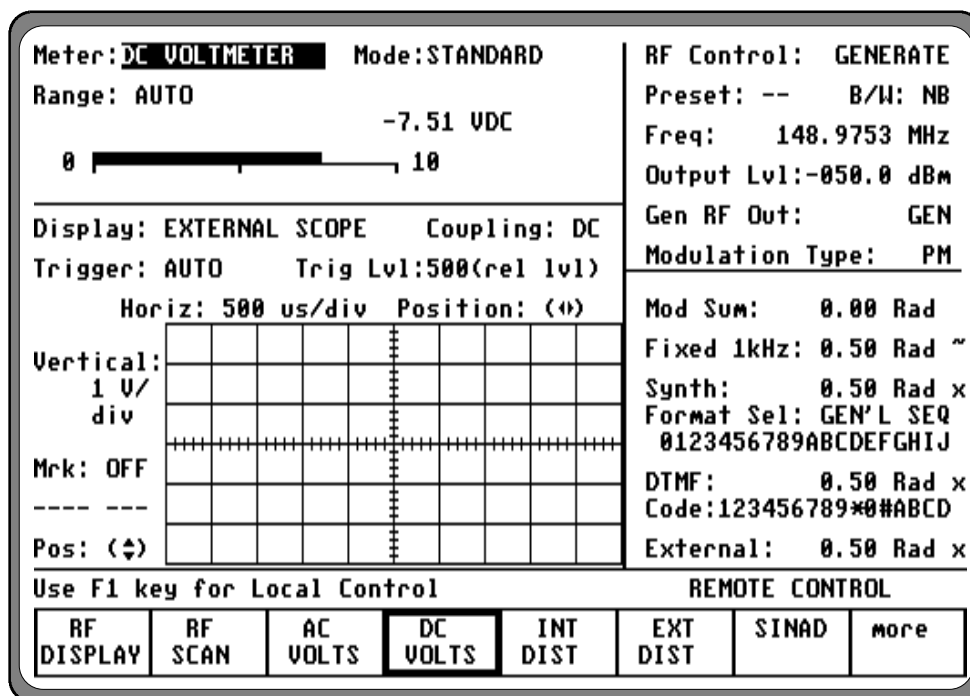 Meter:DC VOLTMETER Mode:STANDARD
Range: AUTO
-7.51 VDC
0 10
Display: EXTERNAL SCOPE Coupling: DC
Trigger: AUTO Trig Lvl:500(rel lvl)
Horiz: 500 us/div Position: (◂▸)
Vertical:
1 V/
div
Mrk: OFF
---- ---
Pos: (▴▾)
RF Control: GENERATE
Preset: -- B/W: NB
Freq: 148.9753 MHz
Output Lvl:-050.0 dBm
Gen RF Out: GEN
Modulation Type: PM
Mod Sum: 0.00 Rad
Fixed 1kHz: 0.50 Rad ~
Synth: 0.50 Rad x
Format Sel: GEN'L SEQ
0123456789ABCDEFGHIJ
DTMF: 0.50 Rad x
Code:123456789*0#ABCD
External: 0.50 Rad x
Use F1 key for Local Control REMOTE CONTROL
RF DISPLAY
RF SCAN
AC VOLTS
DC VOLTS
INT DIST
EXT DIST
SINAD
more